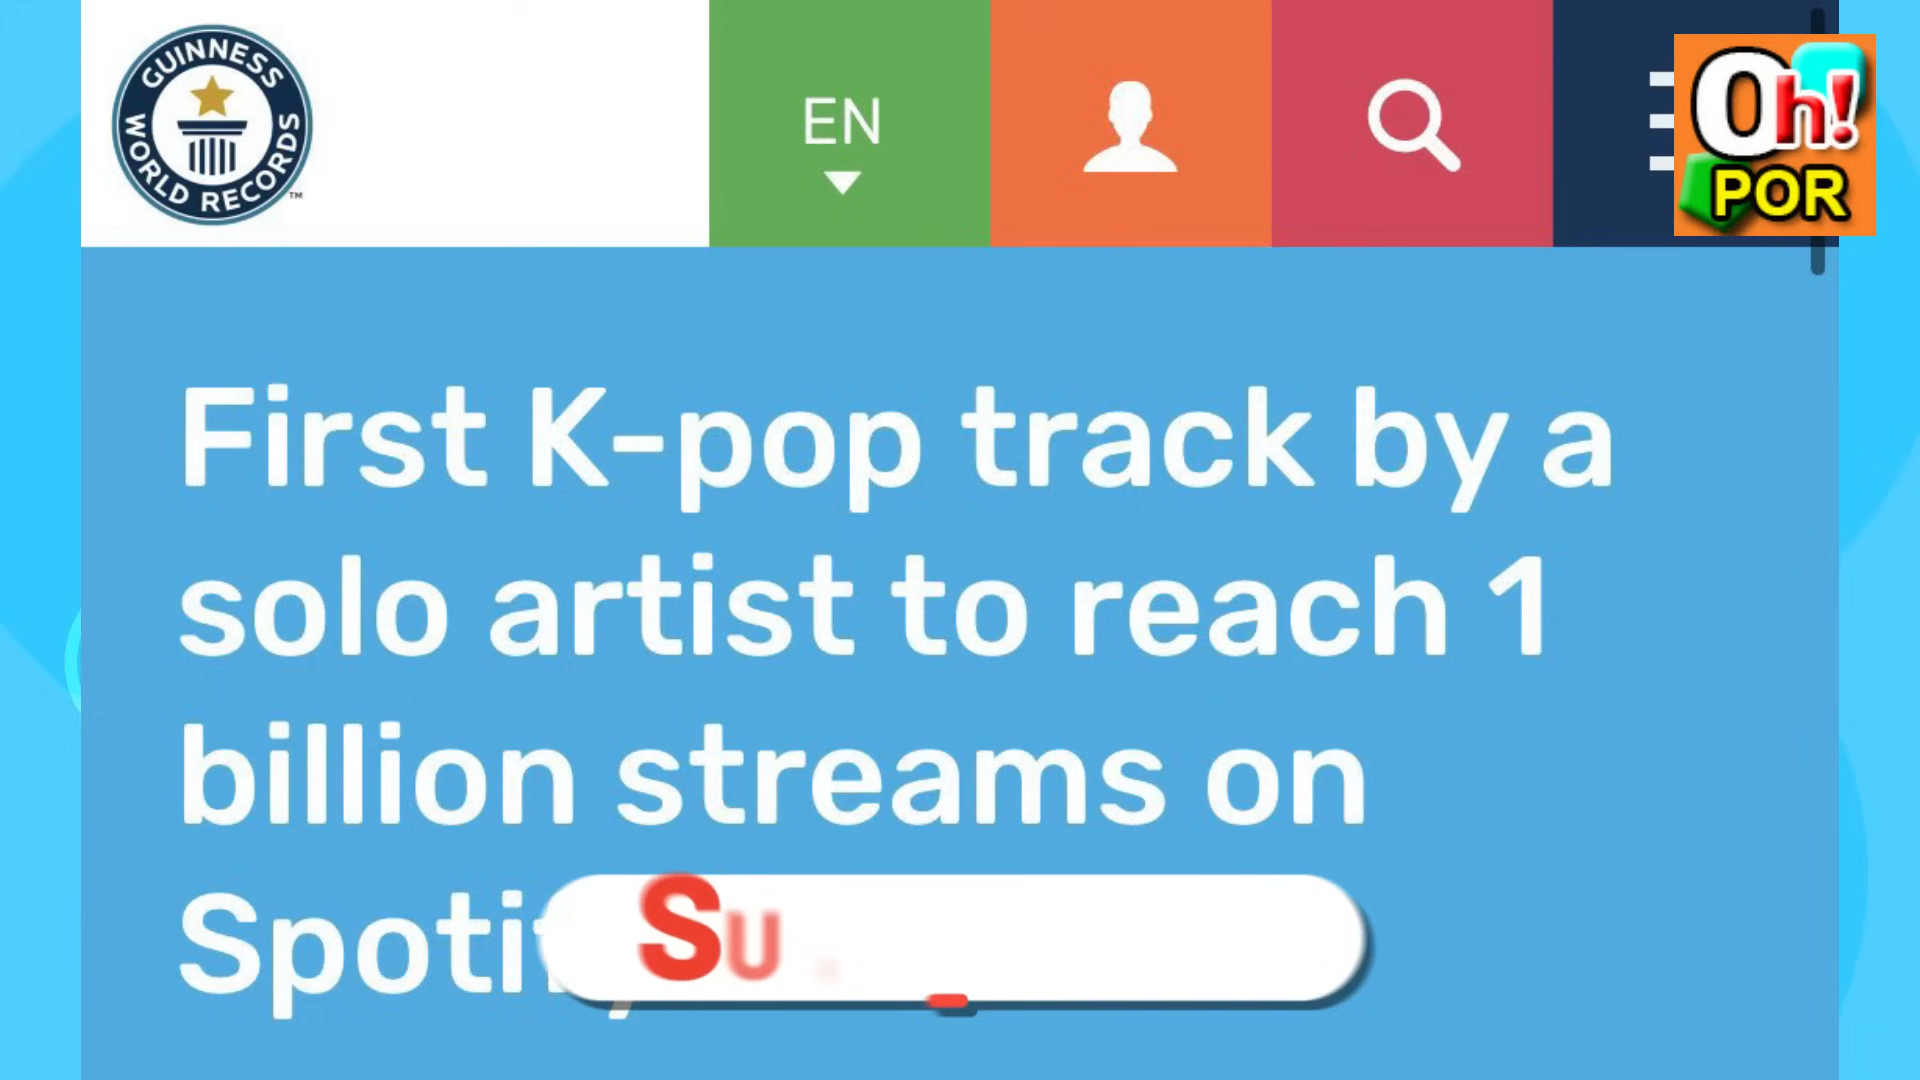 GUINNESS
WORLD RECORDS
TM
EN
Oh!
POR
First K-pop track by a
solo artist to reach 1
billion streams on
Su